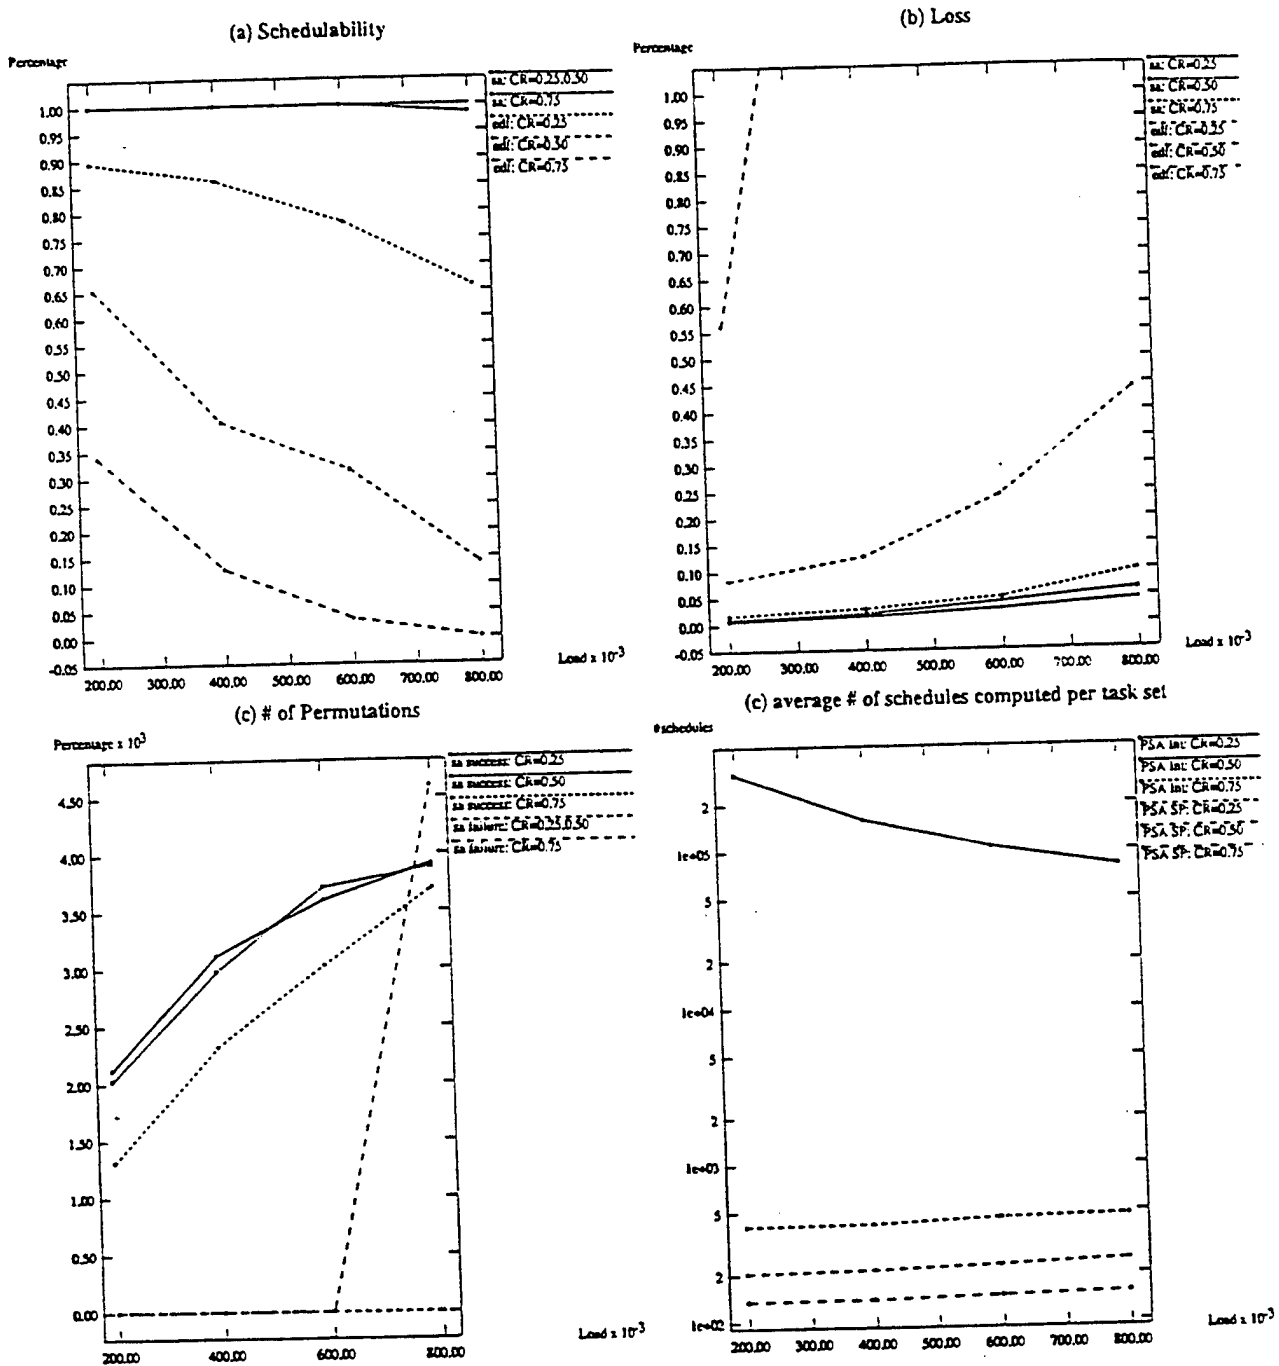 (a) Schedulability
Percentage
sa: CR=0.25,0.50
sa: CR=0.75
edf: CR=0.25
edf: CR=0.50
edf: CR=0.75
1.00
0.95
0.90
0.85
0.80
0.75
0.70
0.65
0.60
0.55
0.50
0.45
0.40
0.35
0.30
0.25
0.20
0.15
0.10
0.05
0.00
-0.05
200.00 300.00 400.00 500.00 600.00 700.00 800.00
Load x 10-3
(b) Loss
Percentage
sa: CR=0.25
sa: CR=0.50
sa: CR=0.75
edf: CR=0.25
edf: CR=0.50
edf: CR=0.75
1.00
0.95
0.90
0.85
0.80
0.75
0.70
0.65
0.60
0.55
0.50
0.45
0.40
0.35
0.30
0.25
0.20
0.15
0.10
0.05
0.00
-0.05
200.00 300.00 400.00 500.00 600.00 700.00 800.00
Load x 10-3
(c) # of Permutations
Percentage x 103
sa success: CR=0.25
sa success: CR=0.50
sa success: CR=0.75
sa failure: CR=0.25,0.50
sa failure: CR=0.75
4.50
4.00
3.50
3.00
2.50
2.00
1.50
1.00
0.50
0.00
200.00 400.00 600.00 800.00
Load x 10-3
(c) average # of schedules computed per task set
#schedules
PSA Int: CR=0.25
PSA Int: CR=0.50
PSA Int: CR=0.75
PSA SP: CR=0.25
PSA SP: CR=0.50
PSA SP: CR=0.75
2
1e+05
5
2
1e+04
5
2
1e+03
5
2
1e+02
200.00 300.00 400.00 500.00 600.00 700.00 800.00
Load x 10-3